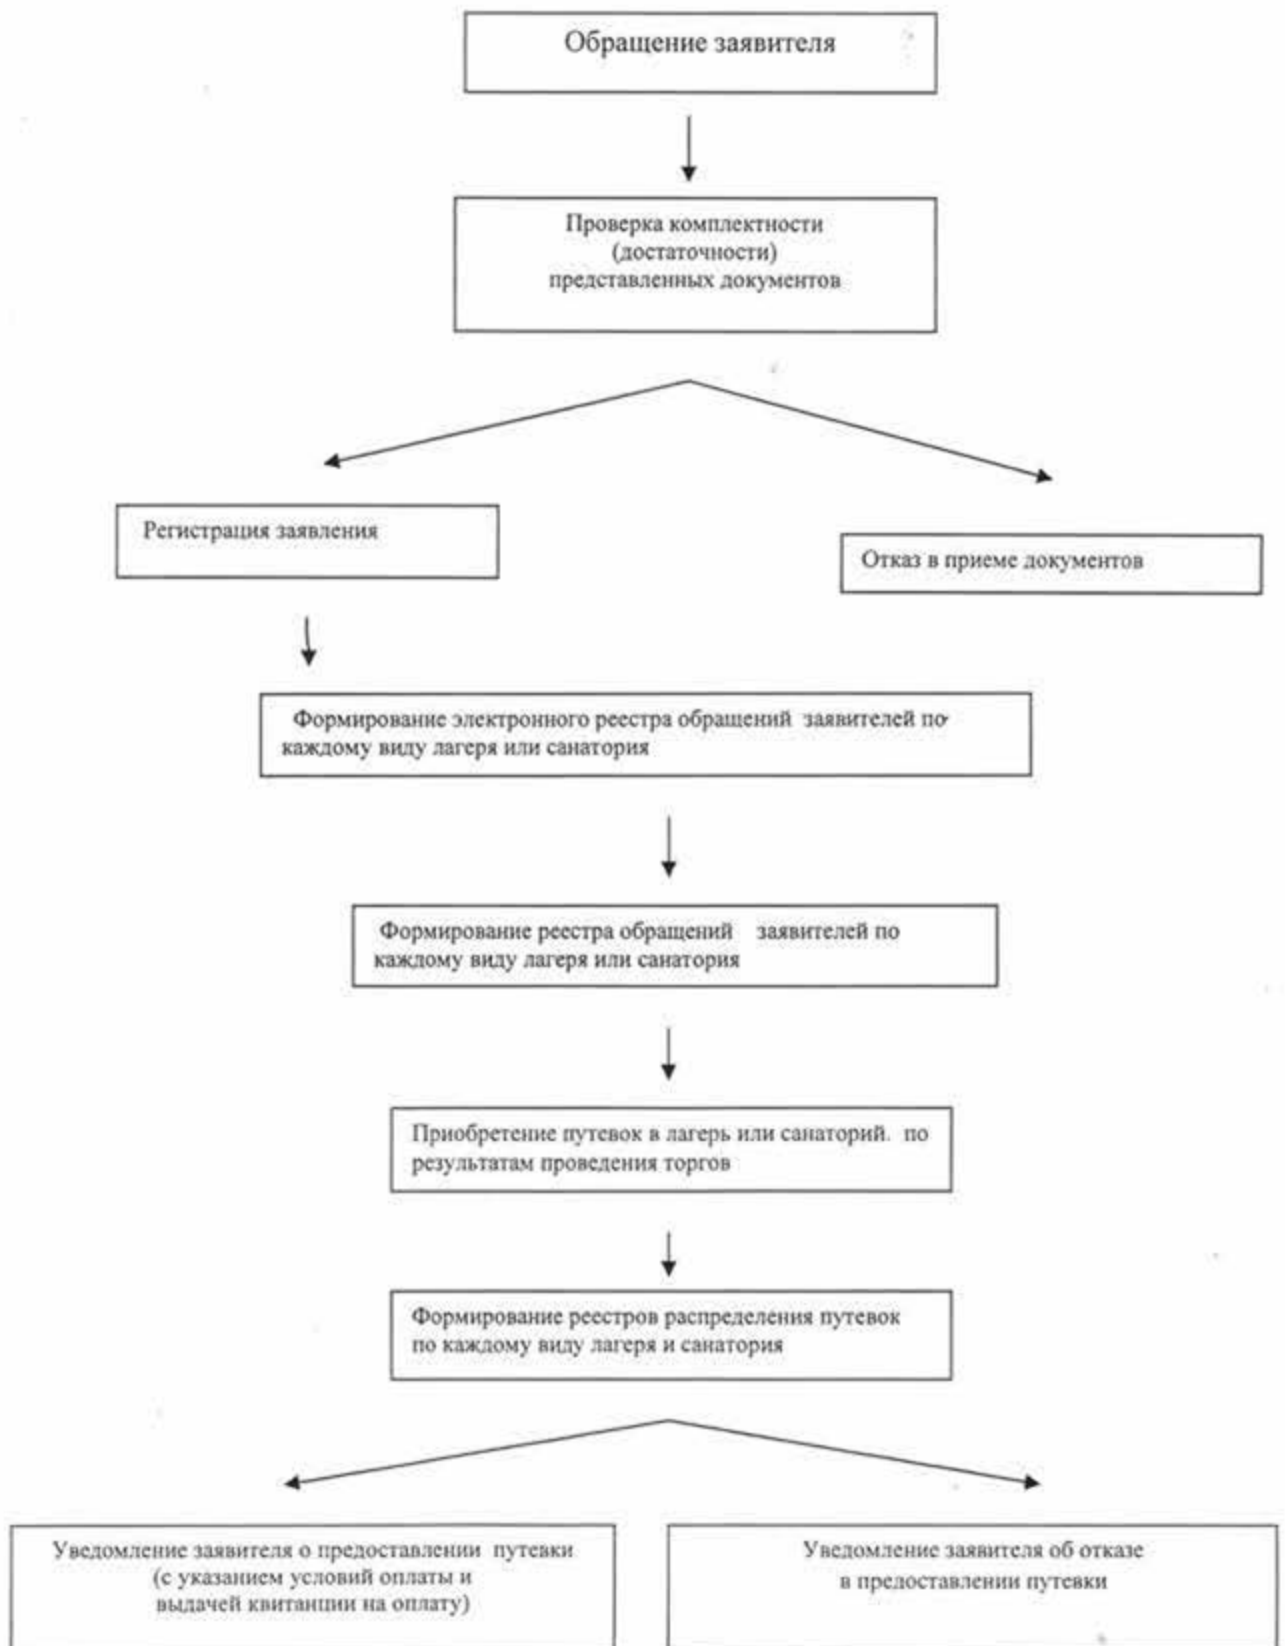 Обращение заявителя
Проверка комплектности
(достаточности)
представленных документов
Регистрация заявления
Отказ в приеме документов
Формирование электронного реестра обращений заявителей по
каждому виду лагеря или санатория
Формирование реестра обращений заявителей по
каждому виду лагеря или санатория
Приобретение путевок в лагерь или санаторий. по
результатам проведения торгов
Формирование реестров распределения путевок
по каждому виду лагеря и санатория
Уведомление заявителя о предоставлении путевки
(с указанием условий оплаты и
выдачей квитанции на оплату)
Уведомление заявителя об отказе
в предоставлении путевки